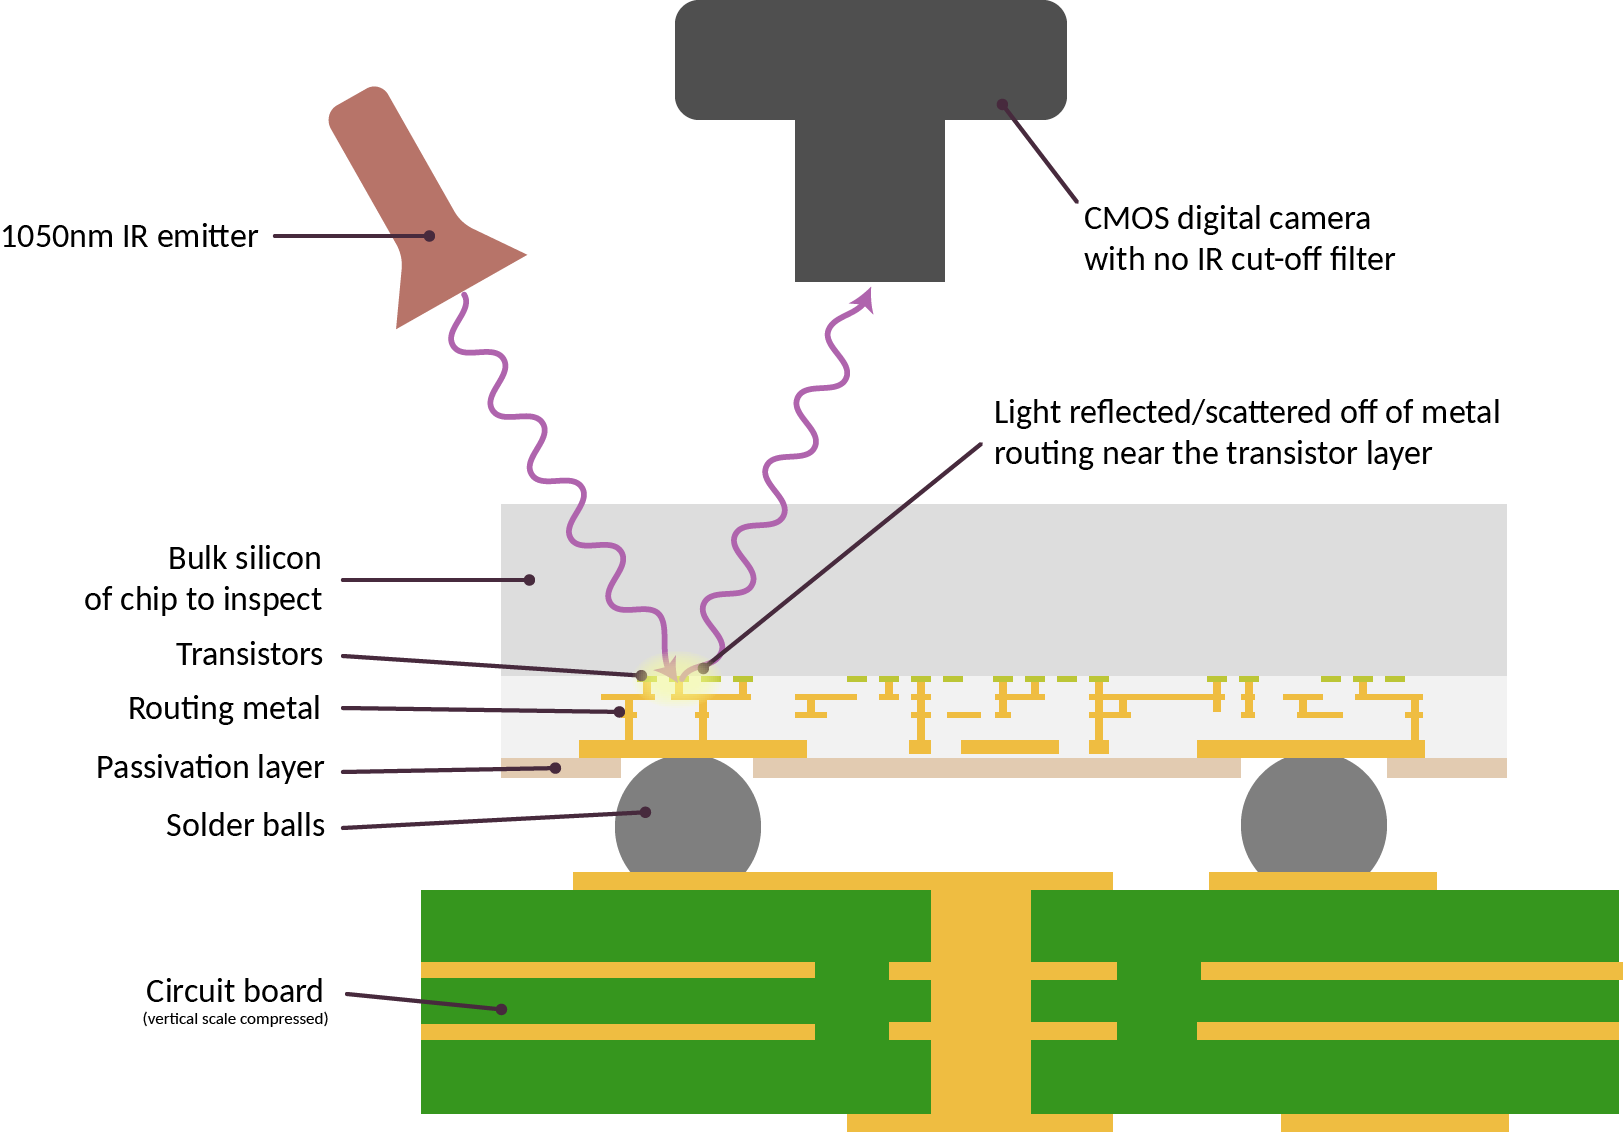 1050nm IR emitter
CMOS digital camera
with no IR cut-off filter
Light reflected/scattered off of metal
routing near the transistor layer
Bulk silicon
of chip to inspect
Transistors
Routing metal
Passivation layer
Solder balls
Circuit board
(vertical scale compressed)